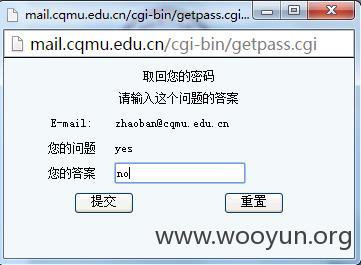 mail.cqmu.edu.cn/cgi-bin/getpass.cgi...
mail.cqmu.edu.cn/cgi-bin/getpass.cgi
取回您的密码
请输入这个问题的答案
E-mail: zhaoban@cqmu.edu.cn
您的问题 yes
您的答案 no
提交 重置
www.wooyun.org